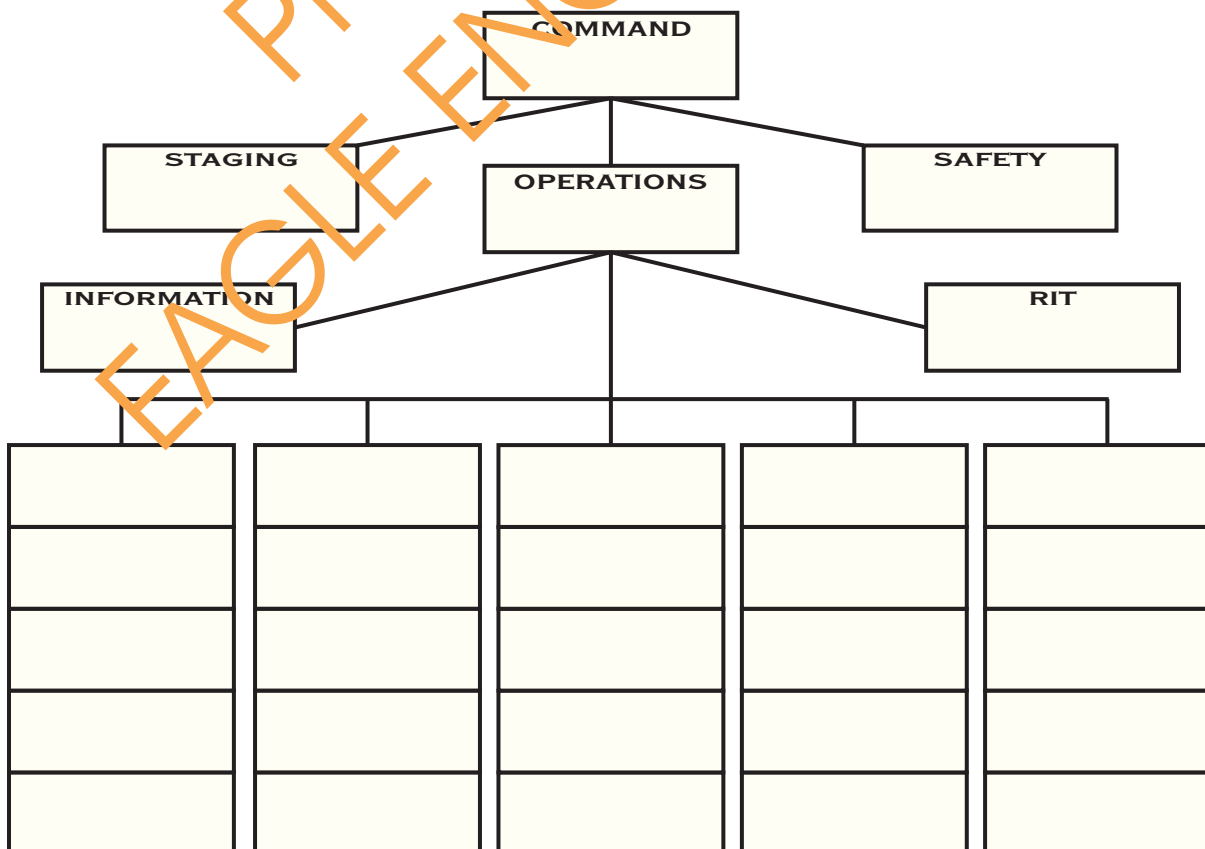 COMMAND
STAGING
SAFETY
OPERATIONS
INFORMATION
RIT
EAGLE